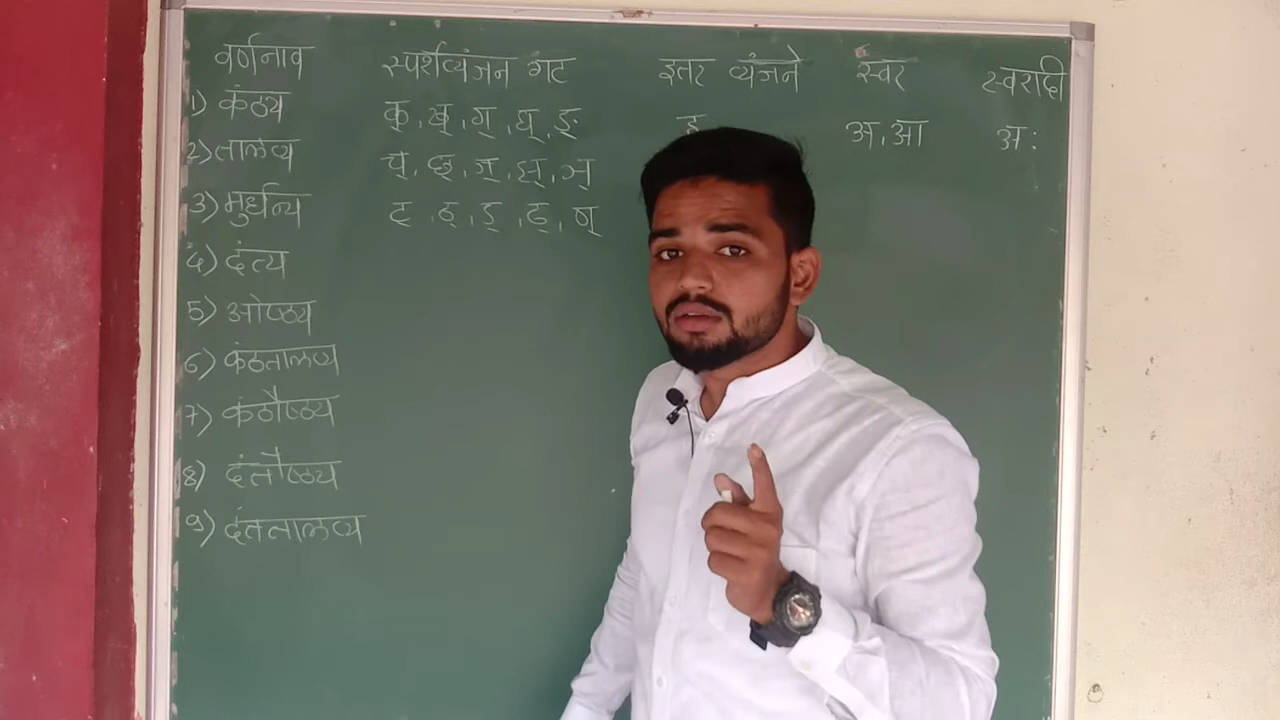 वर्णनाव स्पर्शव्यंजन गट इतर व्यंजने स्वर स्वरादी
1) कंठ्य क्, ख्, ग्, घ्, ङ् ह अ, आ अः
2) तालव्य च्, छ्, ज्, झ्, ञ्
3) मुर्धन्य ट्, ठ्, ड्, ढ्, ण्
4) दंत्य
5) ओष्ठ्य
6) कंठतालव्य
7) कंठौष्ठ्य
8) दंतौष्ठ्य
9) दंततालव्य